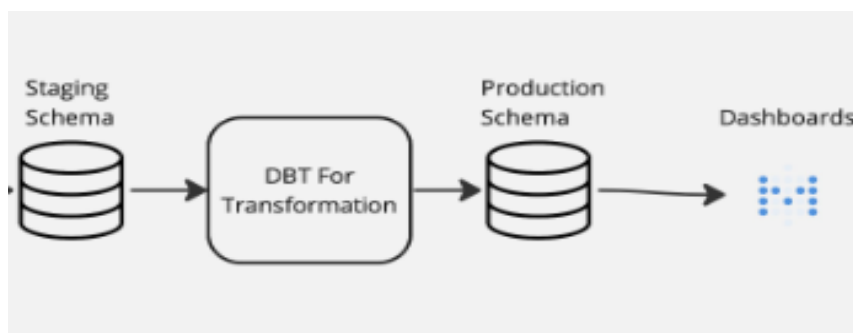 Staging
Schema
DBT For
Transformation
Production
Schema
Dashboards